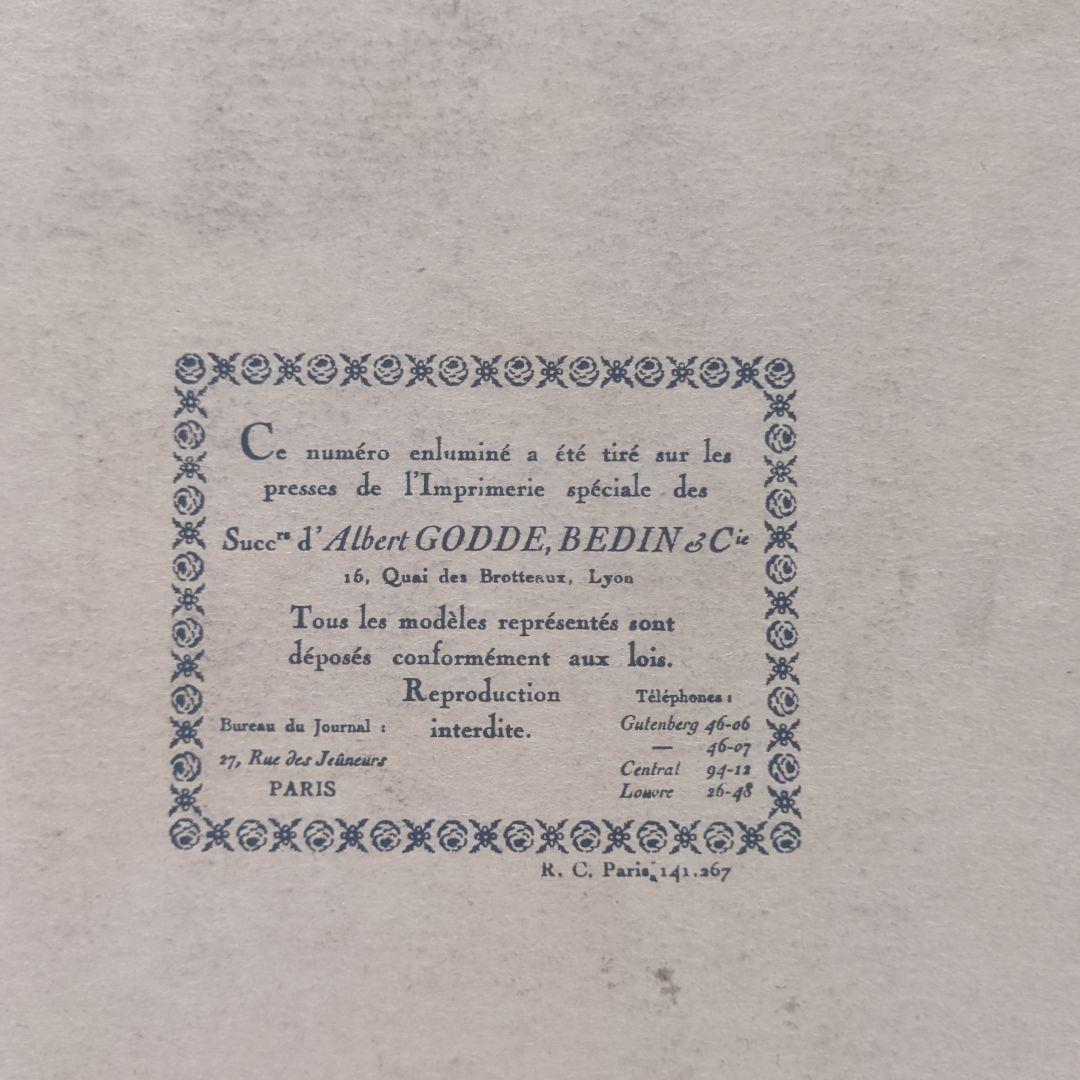 Ce numéro enluminé a été tiré sur les
presses de l'Imprimerie spéciale des
Succrs d'Albert GODDE, BEDIN & Cie
16, Quai des Brotteaux, Lyon
Tous les modèles représentés sont
déposés conformément aux lois.
Reproduction
interdite.
Bureau du Journal :
27, Rue des Jeûneurs
PARIS
Téléphones :
Gutenberg 46-06
— 46-07
Central 94-12
Louvre 26-48
R. C. Paris, 141.267